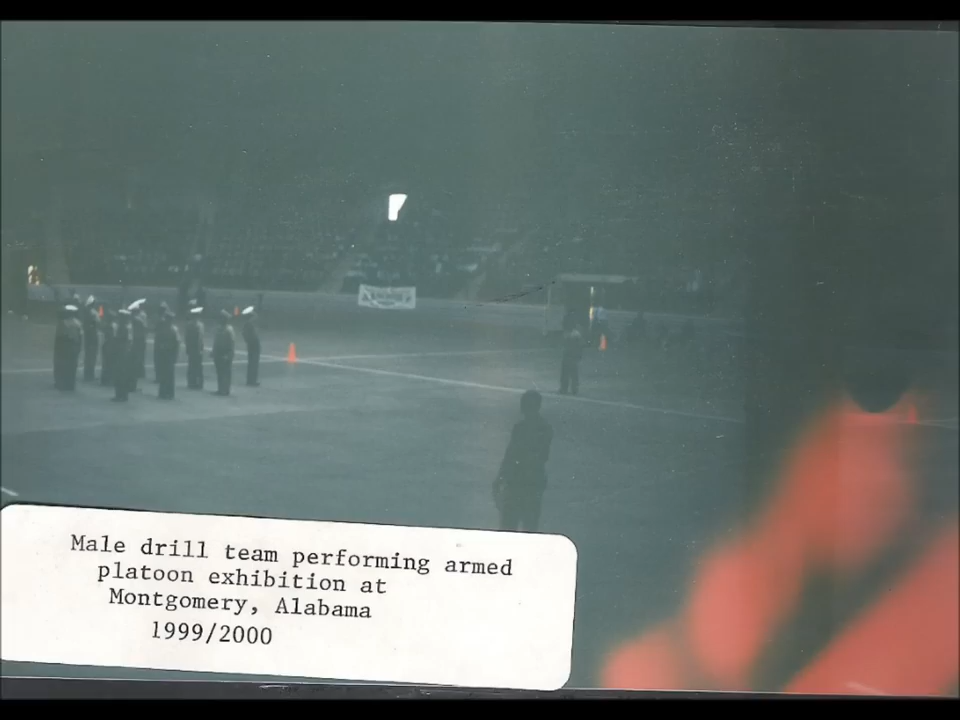 Male drill team performing armed
platoon exhibition at
Montgomery, Alabama
1999/2000